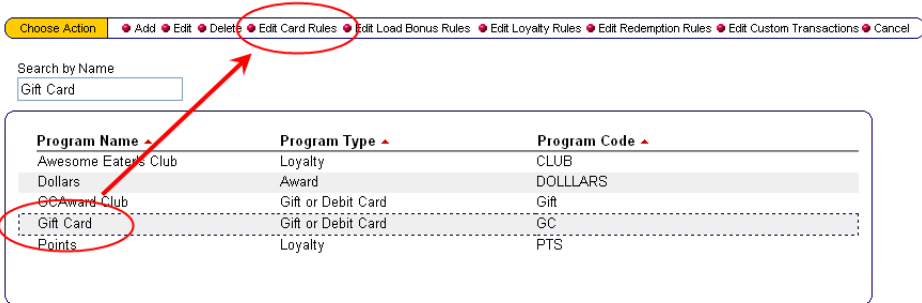 Choose Action Add Edit Delete Edit Card Rules Edit Load Bonus Rules Edit Loyalty Rules Edit Redemption Rules Edit Custom Transactions Cancel
Search by Name
Gift Card
Program Name Program Type Program Code
Awesome Eater's Club Loyalty CLUB
Dollars Award DOLLLARS
GCAward Club Gift or Debit Card Gift
Gift Card Gift or Debit Card GC
Points Loyalty PTS